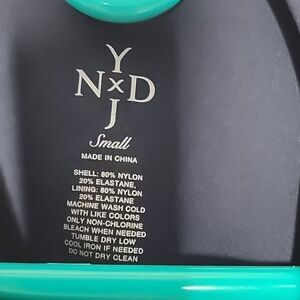 Y
N x D
J
Small
MADE IN CHINA
SHELL: 80% NYLON
20% ELASTANE,
LINING: 80% NYLON
20% ELASTANE
MACHINE WASH COLD
WITH LIKE COLORS
ONLY NON-CHLORINE
BLEACH WHEN NEEDED
TUMBLE DRY LOW
COOL IRON IF NEEDED
DO NOT DRY CLEAN